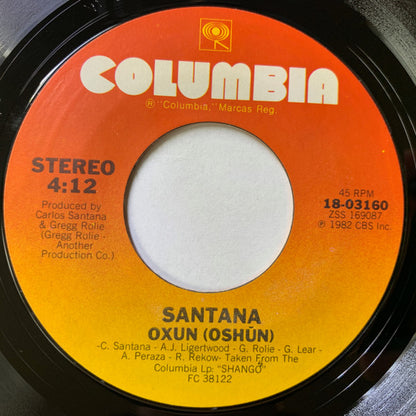 COLUMBIA
® "Columbia," Marcas Reg.
STEREO
4:12
Produced by
Carlos Santana
& Gregg Rolie
(Gregg Rolie -
Another
Production Co.)
45 RPM
18-03160
ZSS 169087
℗ 1982 CBS Inc.
SANTANA
OXUN (OSHŪN)
-C. Santana - A.J. Ligertwood - G. Rolie - G. Lear -
A. Peraza - R. Rekow- Taken From The
Columbia Lp: "SHANGÓ"
FC 38122